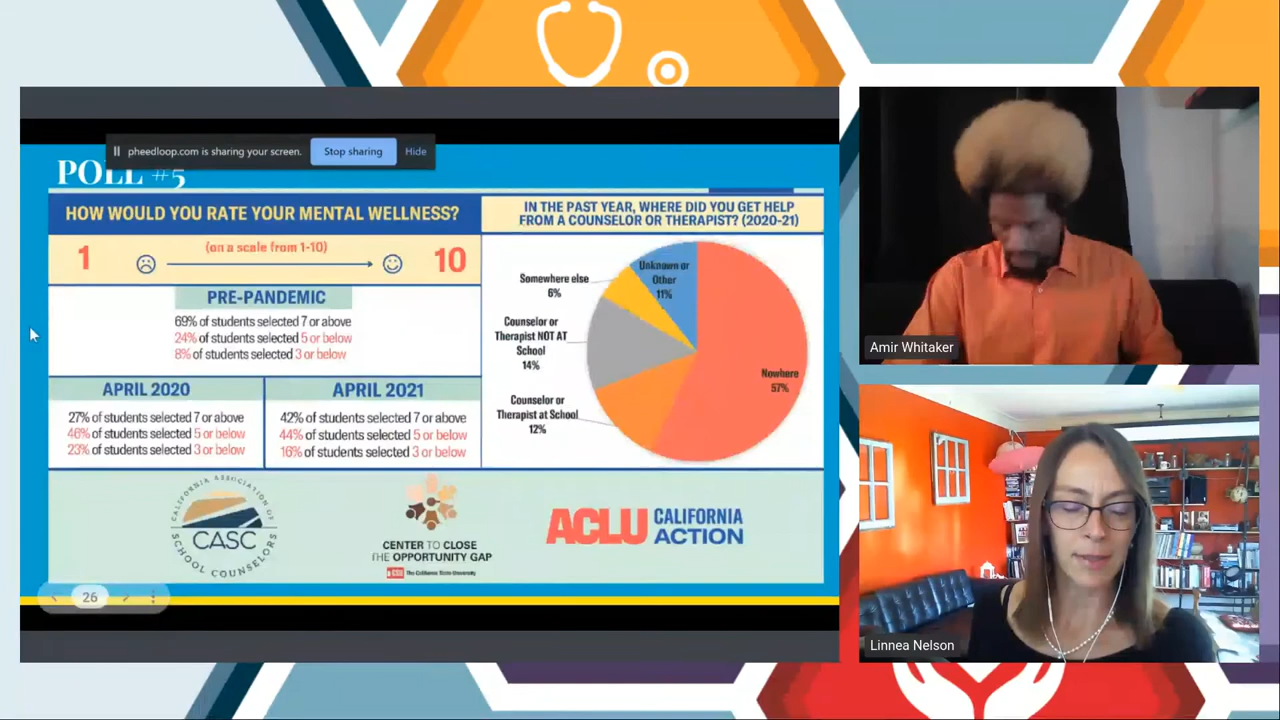 pheedloop.com is sharing your screen.
Stop sharing
Hide
POLL #5
HOW WOULD YOU RATE YOUR MENTAL WELLNESS?
1
(on a scale from 1-10)
10
PRE-PANDEMIC
69% of students selected 7 or above
24% of students selected 5 or below
8% of students selected 3 or below
APRIL 2020
27% of students selected 7 or above
46% of students selected 5 or below
23% of students selected 3 or below
APRIL 2021
42% of students selected 7 or above
44% of students selected 5 or below
16% of students selected 3 or below
IN THE PAST YEAR, WHERE DID YOU GET HELP
FROM A COUNSELOR OR THERAPIST? (2020-21)
Unknown or
Other
11%
Somewhere else
6%
Counselor or
Therapist NOT AT
School
14%
Counselor or
Therapist at School
12%
Nowhere
57%
CALIFORNIA ASSOCIATION OF
CASC
SCHOOL COUNSELORS
CENTER TO CLOSE
THE OPPORTUNITY GAP
CSU The California State University
ACLU CALIFORNIA
ACTION
26
Amir Whitaker
Linnea Nelson